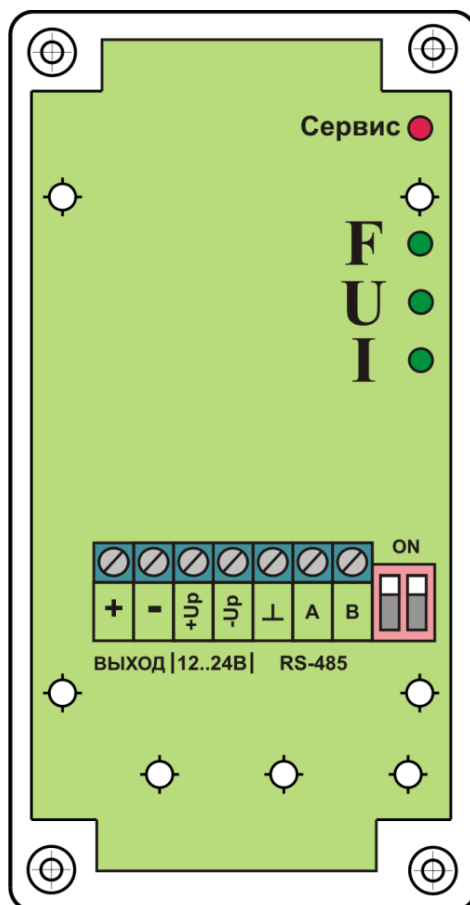 Сервис
F
U
I
ON
+ - +Up -Up ⊥ A B
ВЫХОД |12..24В| RS-485